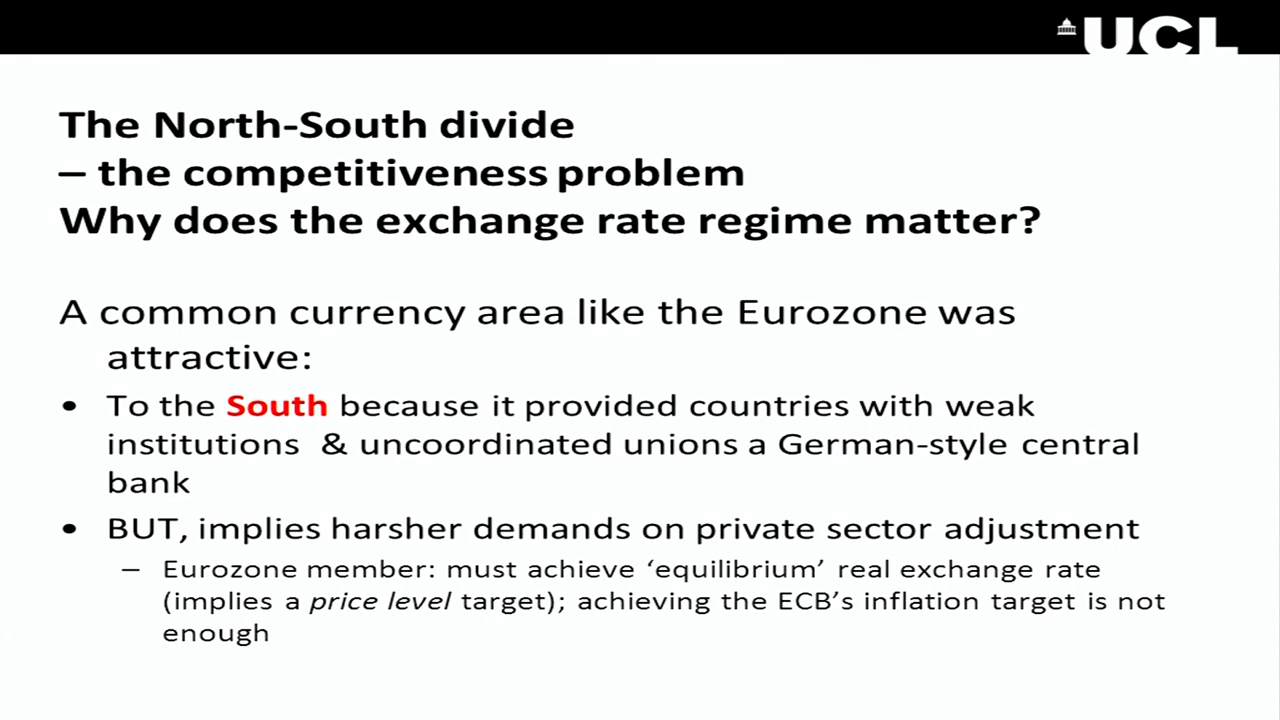 UCL
The North-South divide
– the competitiveness problem
Why does the exchange rate regime matter?
A common currency area like the Eurozone was
attractive:
• To the South because it provided countries with weak
institutions & uncoordinated unions a German-style central
bank
• BUT, implies harsher demands on private sector adjustment
– Eurozone member: must achieve ‘equilibrium’ real exchange rate
(implies a price level target); achieving the ECB’s inflation target is not
enough